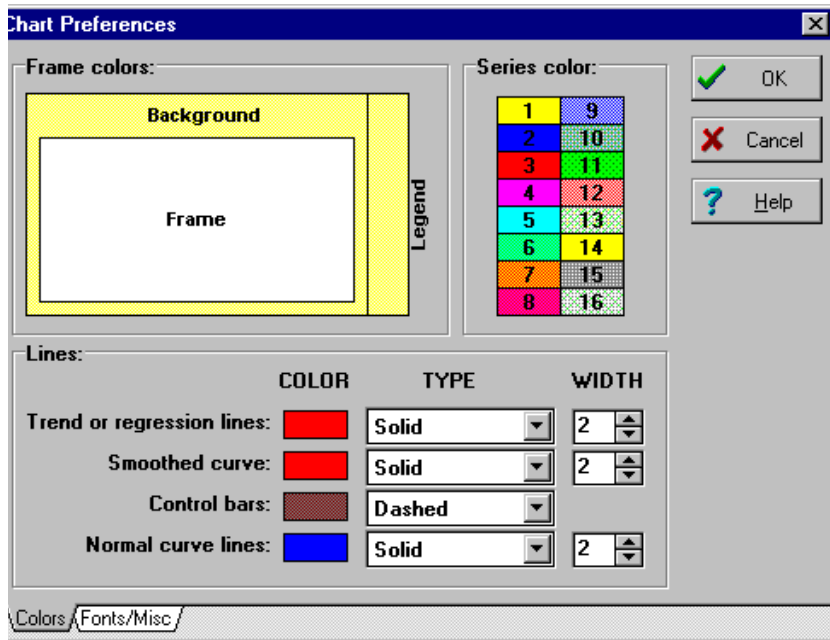 Chart Preferences
Frame colors:
Background
Frame
Legend
Series color:
1 9
2 10
3 11
4 12
5 13
6 14
7 15
8 16
OK
Cancel
Help
Lines:
COLOR TYPE WIDTH
Trend or regression lines: Solid 2
Smoothed curve: Solid 2
Control bars: Dashed
Normal curve lines: Solid 2
Colors Fonts/Misc